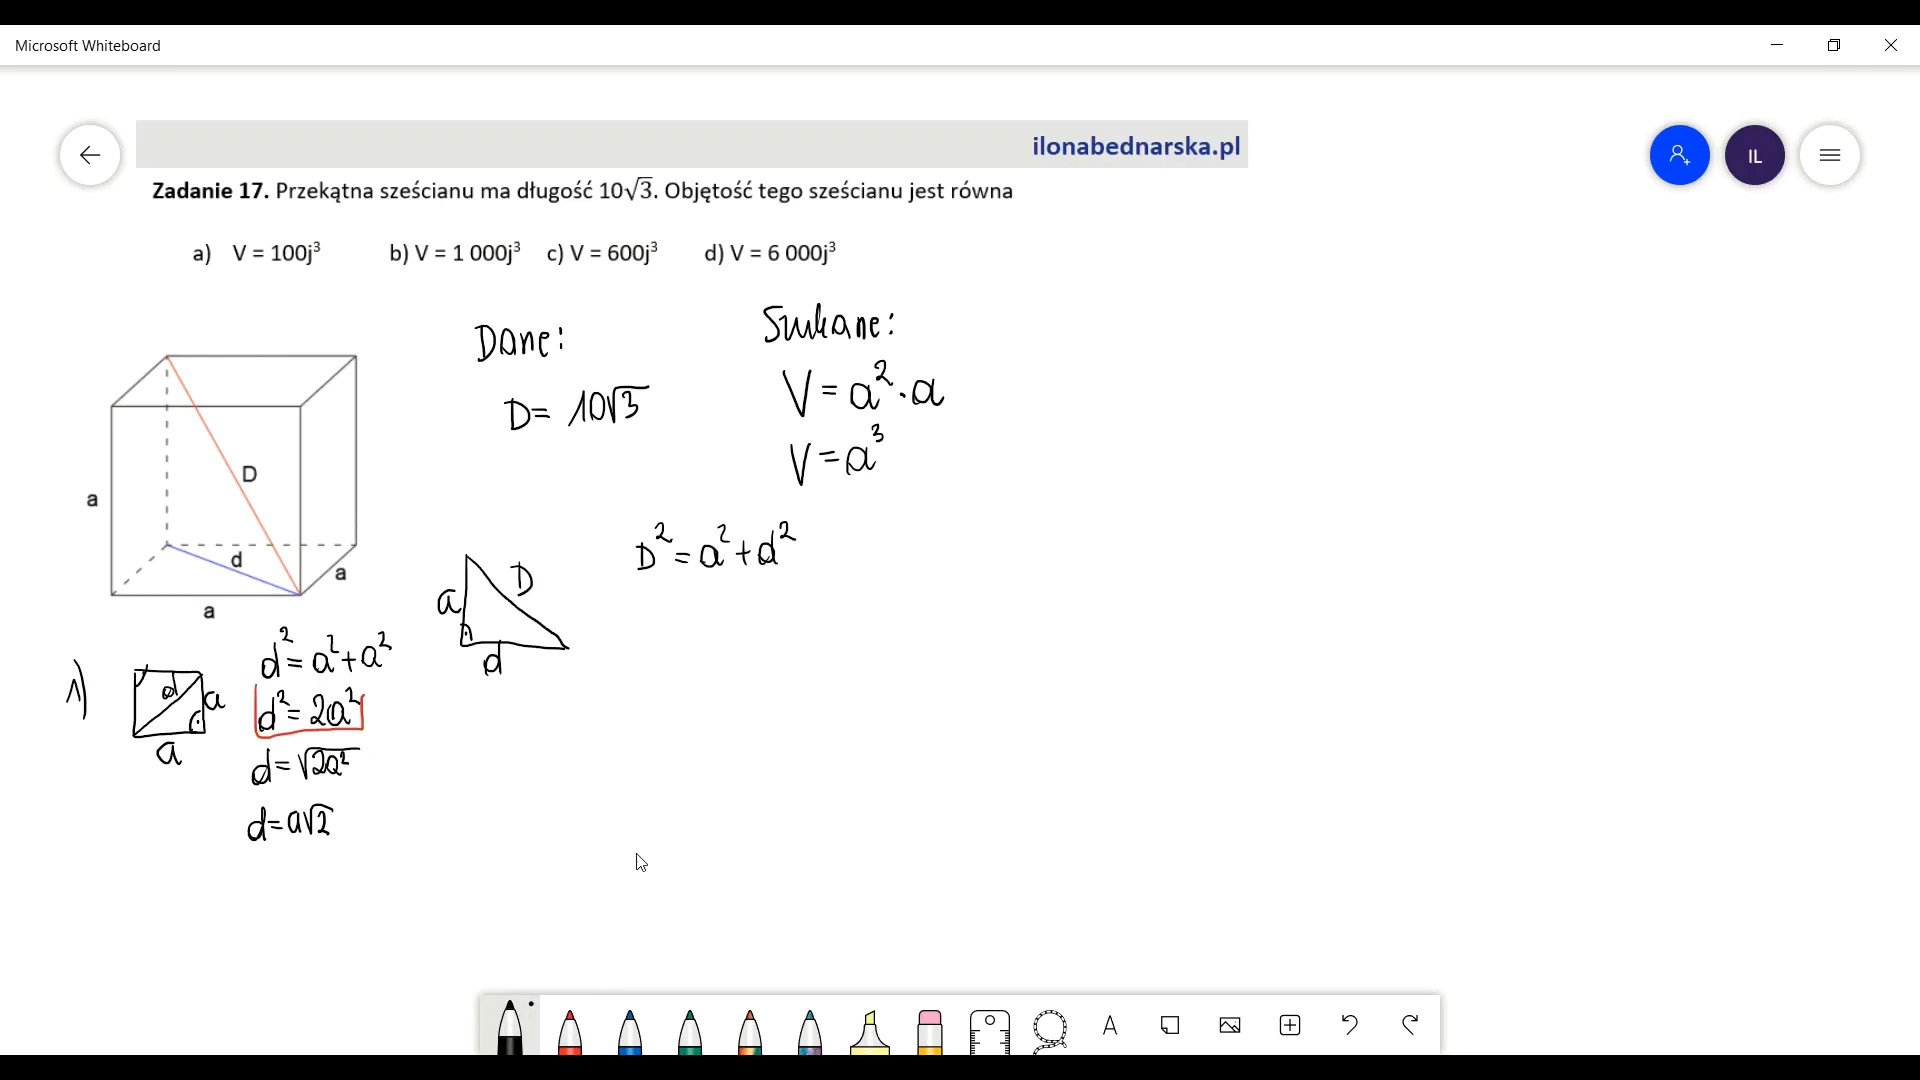 Microsoft Whiteboard
ilonabednarska.pl
IL
Zadanie 17. Przekątna sześcianu ma długość 10√3. Objętość tego sześcianu jest równa
a) V = 100j³ b) V = 1 000j³ c) V = 600j³ d) V = 6 000j³
Dane:
D = 10√3
Szukane:
V = a² · a
V = a³
D
a
d
a
a
D² = a² + d²
a
D
d
1)
d
a
a
d² = a² + a²
d² = 2a²
d = √2a²
d = a√2
A